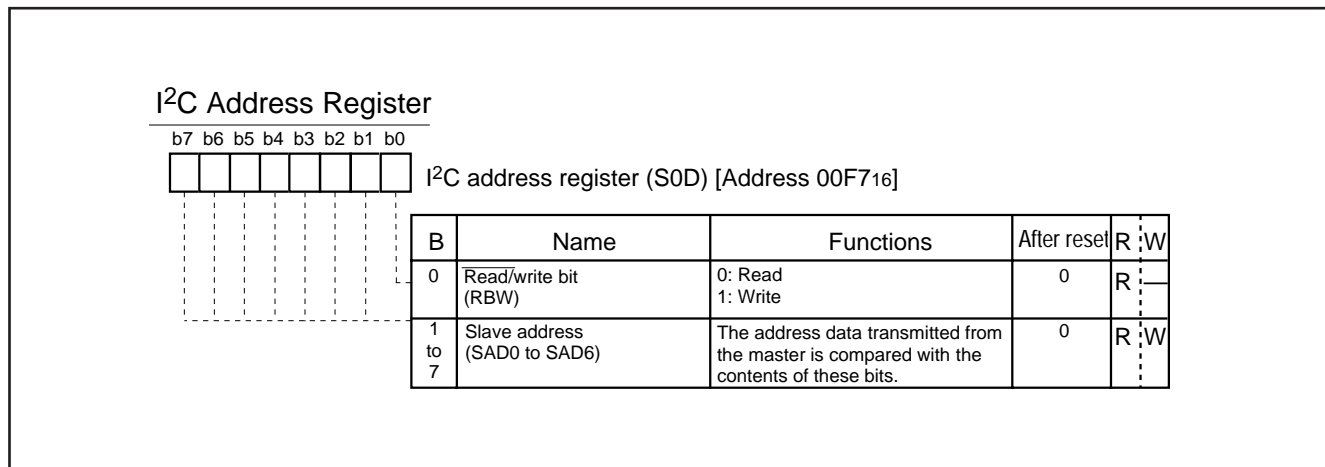 I2C Address Register
b7 b6 b5 b4 b3 b2 b1 b0
I2C address register (S0D) [Address 00F716]
B Name Functions After reset R W
0 Read/write bit (RBW) 0: Read 1: Write 0 R —
1 to 7 Slave address (SAD0 to SAD6) The address data transmitted from the master is compared with the contents of these bits. 0 R W